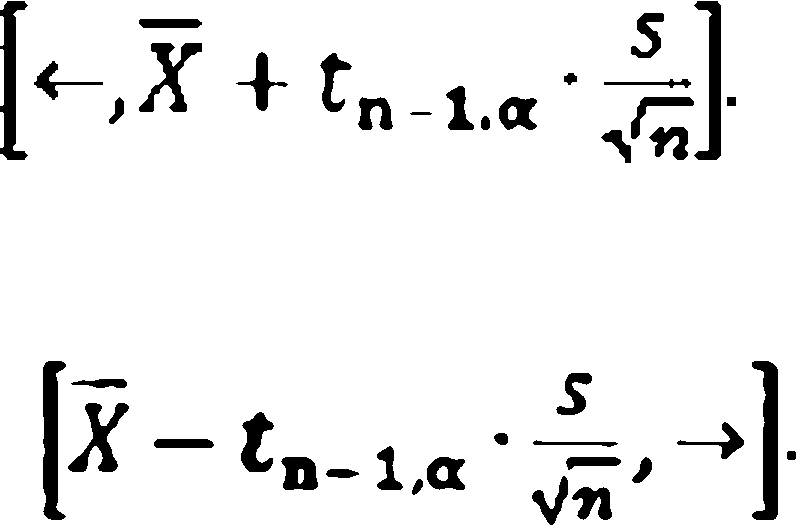 [←, X̄ + t_{n-1.α} · s/√n].
[X̄ − t_{n-1,α} · s/√n, →].